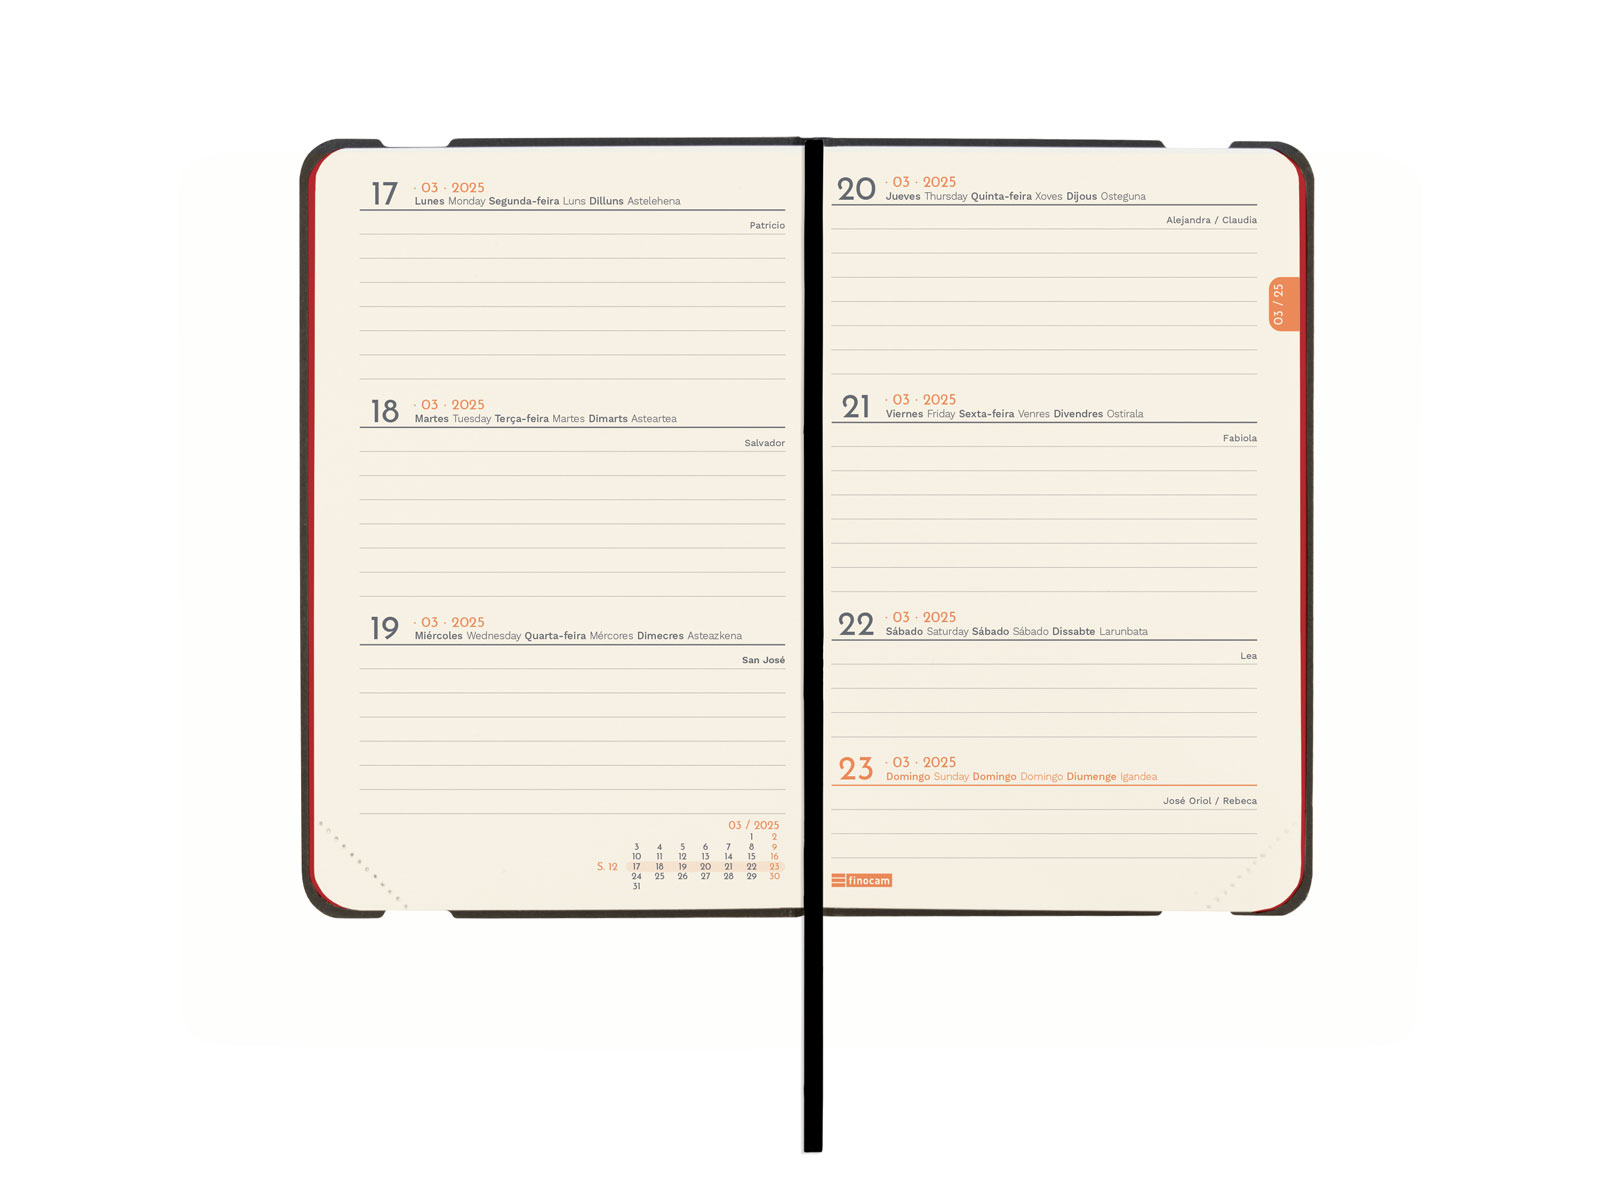 17 · 03 · 2025
Lunes Monday Segunda-feira Luns Dilluns Astelehena
Patricio
18 · 03 · 2025
Martes Tuesday Terça-feira Martes Dimarts Asteartea
Salvador
19 · 03 · 2025
Miércoles Wednesday Quarta-feira Mércores Dimecres Asteazkena
San José
03 / 2025
1 2
3 4 5 6 7 8 9
10 11 12 13 14 15 16
S. 12 17 18 19 20 21 22 23
24 25 26 27 28 29 30
31
20 · 03 · 2025
Jueves Thursday Quinta-feira Xoves Dijous Osteguna
Alejandra / Claudia
03 / 25
21 · 03 · 2025
Viernes Friday Sexta-feira Venres Divendres Ostirala
Fabiola
22 · 03 · 2025
Sábado Saturday Sábado Sábado Dissabte Larunbata
Lea
23 · 03 · 2025
Domingo Sunday Domingo Domingo Diumenge Igandea
José Oriol / Rebeca
finocam